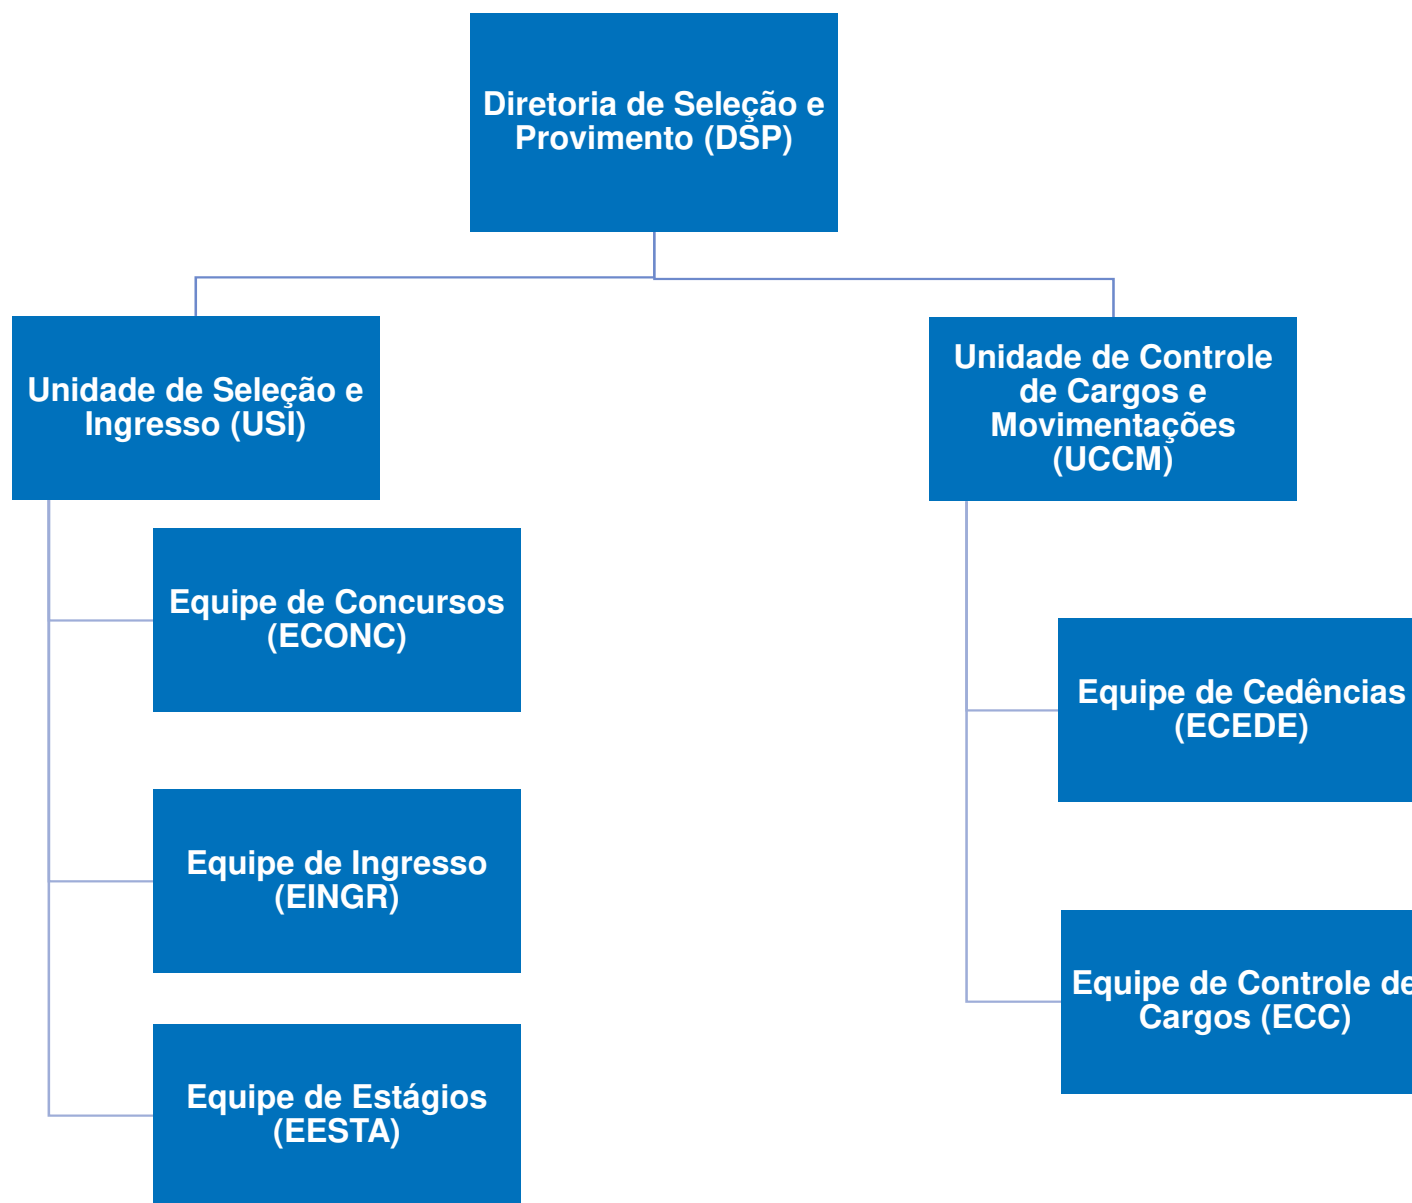 Diretoria de Seleção e
Provimento (DSP)
Unidade de Seleção e
Ingresso (USI)
Unidade de Controle
de Cargos e
Movimentações
(UCCM)
Equipe de Concursos
(ECONC)
Equipe de Cedências
(ECEDE)
Equipe de Ingresso
(EINGR)
Equipe de Controle de
Cargos (ECC)
Equipe de Estágios
(EESTA)